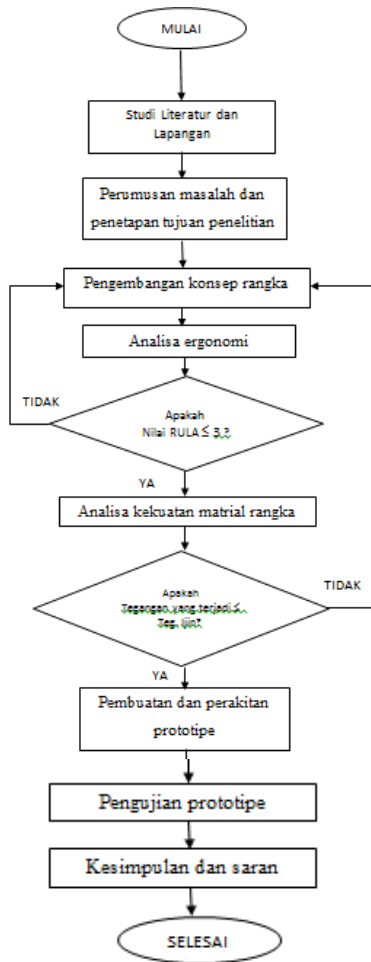 MULAI
Studi Literatur dan
Lapangan
Perumusan masalah dan
penetapan tujuan penelitian
Pengembangan konsep rangka
Analisa ergonomi
TIDAK
Apakah
Nilai RULA ≤ 3,?
YA
Analisa kekuatan matrial rangka
TIDAK
Apakah
Tegangan yang terjadi ≤
Teg. Ijin?
YA
Pembuatan dan perakitan
prototipe
Pengujian prototipe
Kesimpulan dan saran
SELESAI